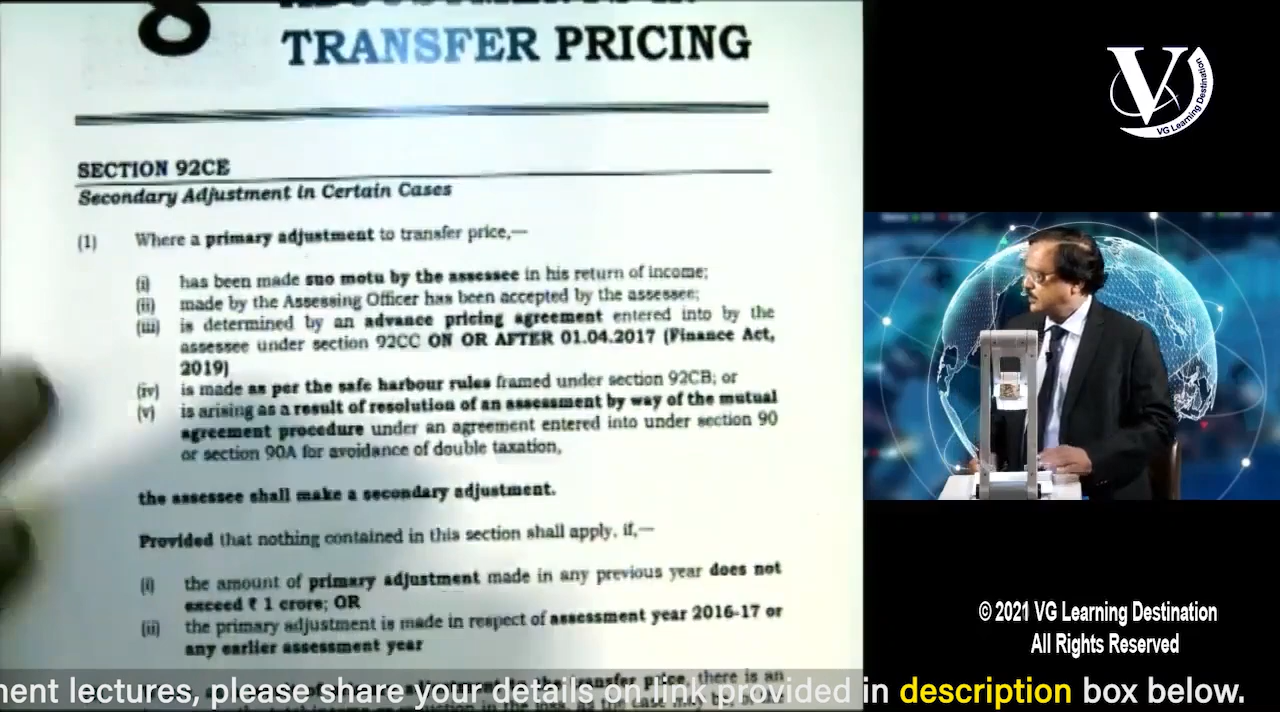 8
TRANSFER PRICING
SECTION 92CE
Secondary Adjustment in Certain Cases
(1) Where a primary adjustment to transfer price,—
(i) has been made suo motu by the assessee in his return of income;
(ii) made by the Assessing Officer has been accepted by the assessee;
(iii) is determined by an advance pricing agreement entered into by the
assessee under section 92CC ON OR AFTER 01.04.2017 (Finance Act,
2019)
(iv) is made as per the safe harbour rules framed under section 92CB; or
(v) is arising as a result of resolution of an assessment by way of the mutual
agreement procedure under an agreement entered into under section 90
or section 90A for avoidance of double taxation,
the assessee shall make a secondary adjustment.
Provided that nothing contained in this section shall apply, if,—
(i) the amount of primary adjustment made in any previous year does not
exceed ₹ 1 crore; OR
(ii) the primary adjustment is made in respect of assessment year 2016-17 or
any earlier assessment year
there is an
V
VG Learning Destination
© 2021 VG Learning Destination
All Rights Reserved
nent lectures, please share your details on link provided in description box below.